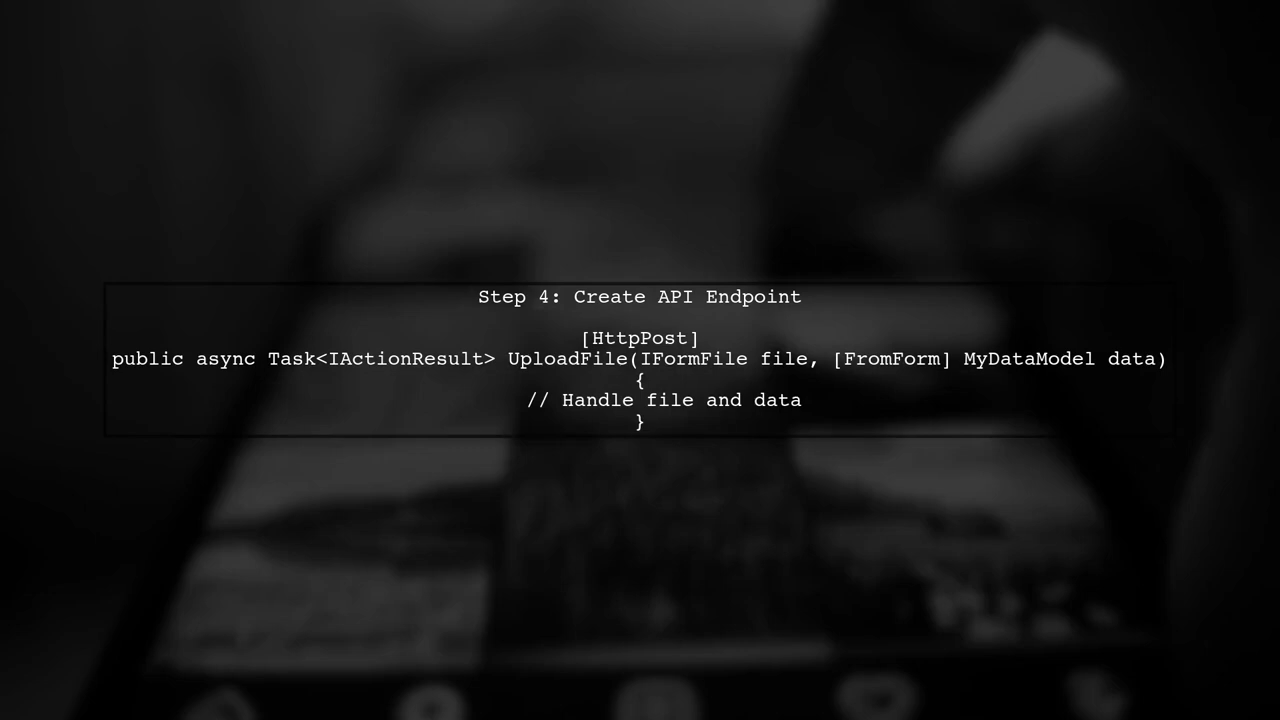 Step 4: Create API Endpoint
[HttpPost]
public async Task<IActionResult> UploadFile(IFormFile file, [FromForm] MyDataModel data)
{
// Handle file and data
}